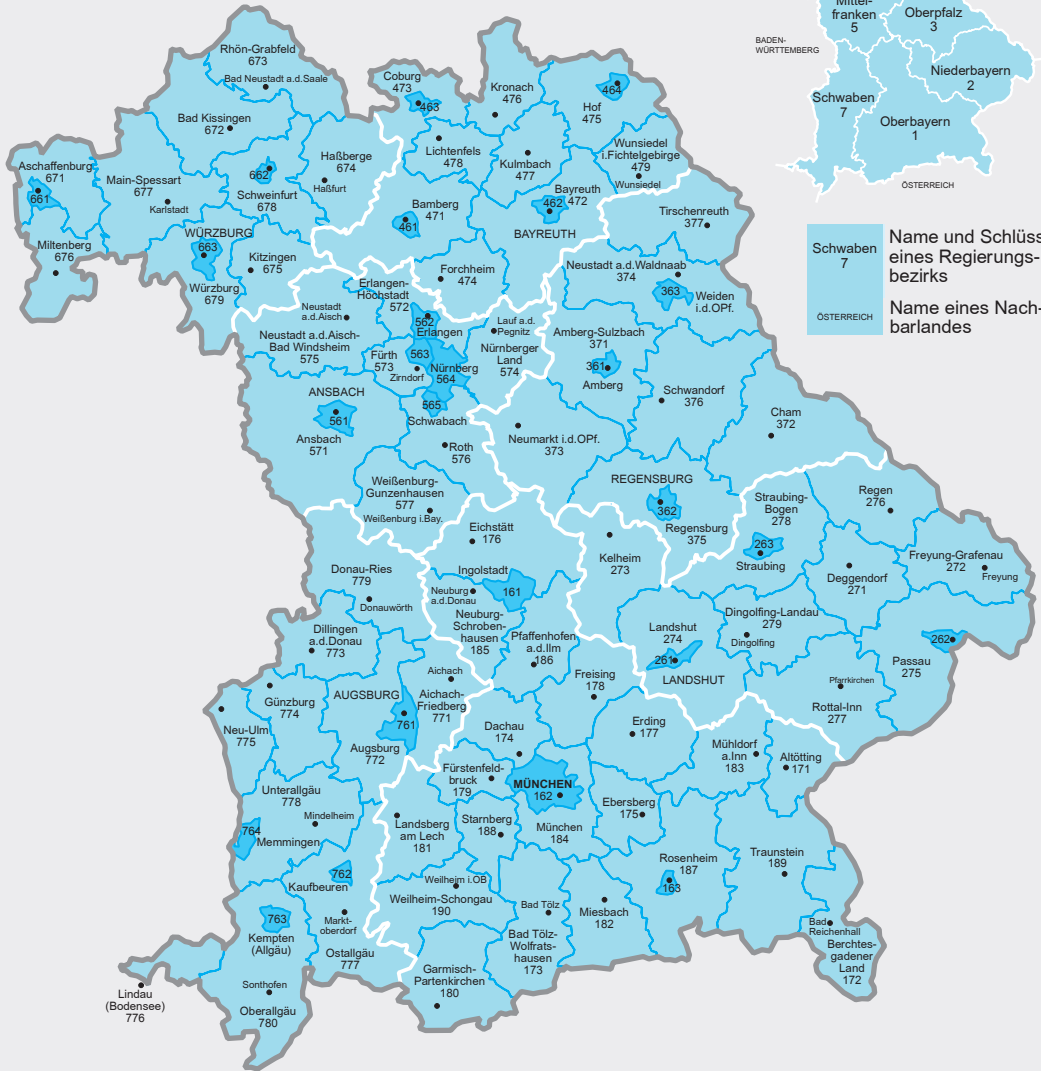 Mittel-
franken
5
Oberpfalz
3
BADEN-
WÜRTTEMBERG
Niederbayern
2
Schwaben
7
Oberbayern
1
ÖSTERREICH
Schwaben
7
Name und Schlüss
eines Regierungs-
bezirks
ÖSTERREICH
Name eines Nach-
barlandes
Rhön-Grabfeld
673
Bad Neustadt a.d.Saale
Coburg
473
463
Kronach
476
464
Hof
475
Bad Kissingen
672
Lichtenfels
478
Kulmbach
477
Wunsiedel
i.Fichtelgebirge
479
Wunsiedel
Haßberge
674
Haßfurt
Aschaffenburg
671
661
Main-Spessart
677
Karlstadt
662
Schweinfurt
678
Bamberg
471
461
Bayreuth
472
462
BAYREUTH
Tirschenreuth
377
Miltenberg
676
WÜRZBURG
663
Würzburg
679
Kitzingen
675
Forchheim
474
Neustadt a.d.Waldnaab
374
363
Weiden
i.d.OPf.
Erlangen-
Höchstadt
572
562
Erlangen
Neustadt
a.d.Aisch
Neustadt a.d.Aisch-
Bad Windsheim
575
Lauf a.d.
Pegnitz
Nürnberger
Land
574
Amberg-Sulzbach
371
361
Amberg
Fürth
573
563
Zirndorf
Nürnberg
564
565
Schwabach
Schwandorf
376
ANSBACH
561
Ansbach
571
Cham
372
Roth
576
Neumarkt i.d.OPf.
373
Weißenburg-
Gunzenhausen
577
Weißenburg i.Bay.
REGENSBURG
362
Regensburg
375
Straubing-
Bogen
278
263
Straubing
Regen
276
Eichstätt
176
Kelheim
273
Freyung-Grafenau
272
Freyung
Deggendorf
271
Donau-Ries
779
Donauwörth
Ingolstadt
161
Neuburg
a.d.Donau
Neuburg-
Schroben-
hausen
185
Pfaffenhofen
a.d.Ilm
186
Landshut
274
261
LANDSHUT
Dingolfing-Landau
279
Dingolfing
262
Passau
275
Dillingen
a.d.Donau
773
Aichach
Aichach-
Friedberg
771
Freising
178
Pfarrkirchen
Rottal-Inn
277
Günzburg
774
AUGSBURG
761
Augsburg
772
Neu-Ulm
775
Dachau
174
Erding
177
Mühldorf
a.Inn
183
Altötting
171
Fürstenfeld-
bruck
179
MÜNCHEN
162
München
184
Ebersberg
175
Unterallgäu
778
Mindelheim
764
Memmingen
Landsberg
am Lech
181
Starnberg
188
Rosenheim
187
163
Traunstein
189
762
Kaufbeuren
Weilheim i.OB
Weilheim-Schongau
190
Bad Tölz
Bad Tölz-
Wolfrats-
hausen
173
Miesbach
182
Bad
Reichenhall
Berchtes-
gadener
Land
172
763
Kempten
(Allgäu)
Markt-
oberdorf
Ostallgäu
777
Garmisch-
Partenkirchen
180
Lindau
(Bodensee)
776
Sonthofen
Oberallgäu
780